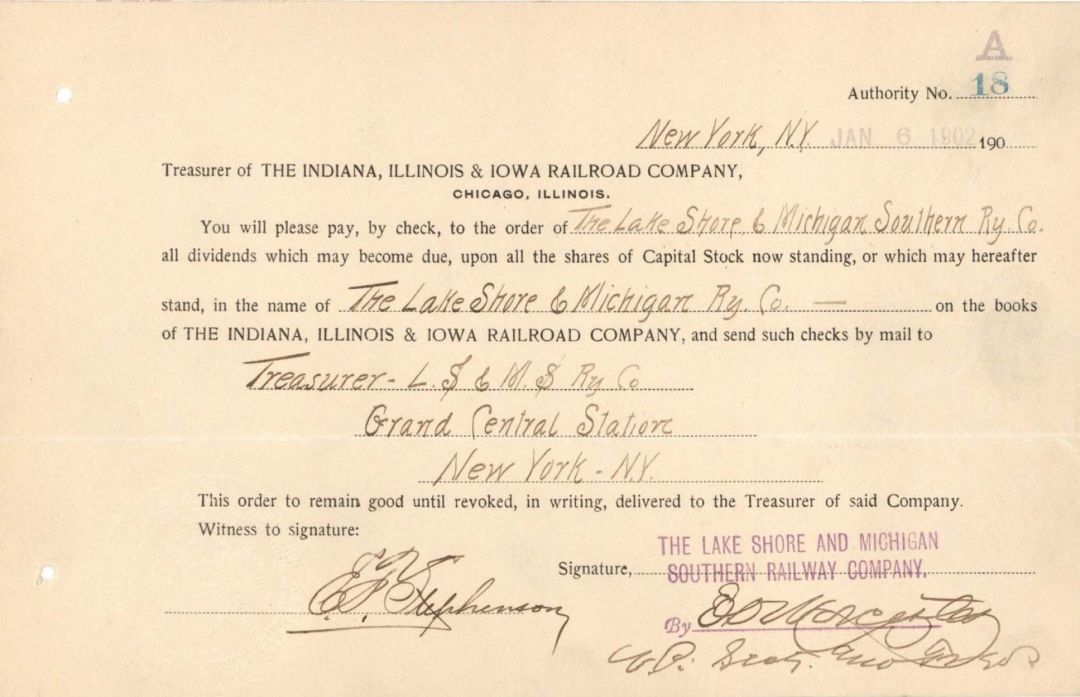 A
Authority No. 18
New York, N.Y. JAN 6 1902 190
Treasurer of THE INDIANA, ILLINOIS & IOWA RAILROAD COMPANY,
CHICAGO, ILLINOIS.
You will please pay, by check, to the order of The Lake Shore & Michigan Southern Ry. Co.
all dividends which may become due, upon all the shares of Capital Stock now standing, or which may hereafter
stand, in the name of The Lake Shore & Michigan Ry. Co. — on the books
of THE INDIANA, ILLINOIS & IOWA RAILROAD COMPANY, and send such checks by mail to
Treasurer - L. S & M. S Ry Co
Grand Central Station
New York - N.Y.
This order to remain good until revoked, in writing, delivered to the Treasurer of said Company.
Witness to signature:
THE LAKE SHORE AND MICHIGAN
Signature, SOUTHERN RAILWAY COMPANY.
E. F. Stephenson
By E D Worcester